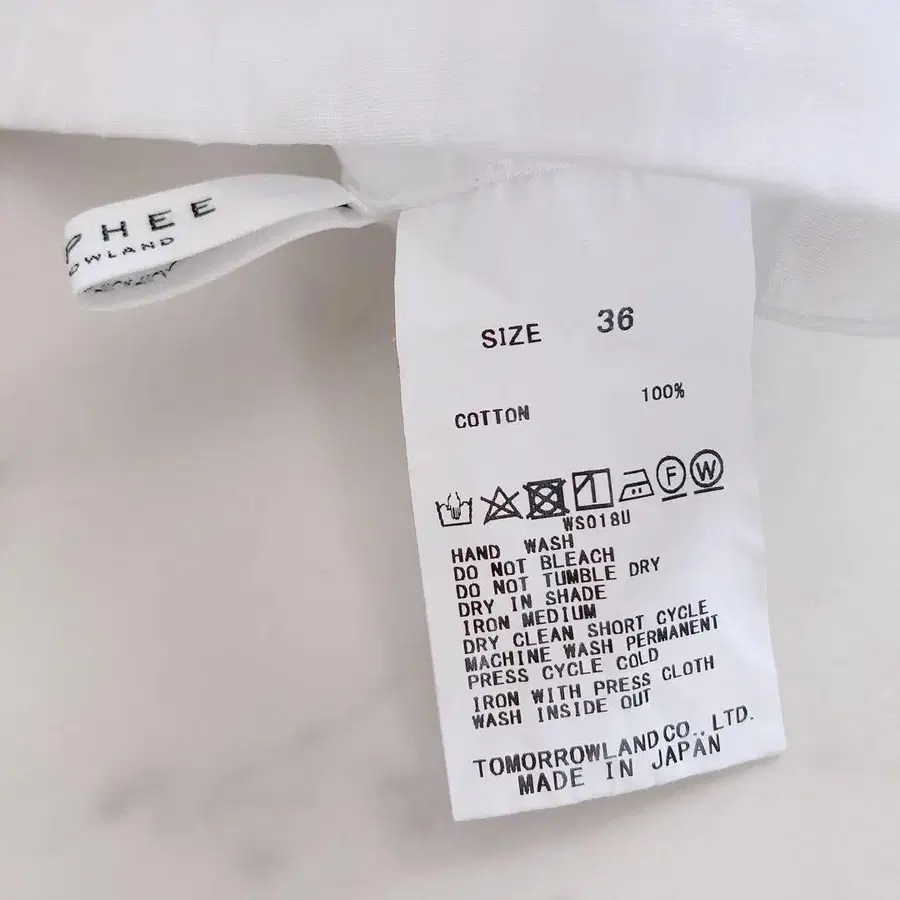 HEE
OWLAND
SIZE 36
COTTON 100%
F W
WS018U
HAND WASH
DO NOT BLEACH
DO NOT TUMBLE DRY
DRY IN SHADE
IRON MEDIUM
DRY CLEAN SHORT CYCLE
MACHINE WASH PERMANENT
PRESS CYCLE COLD
IRON WITH PRESS CLOTH
WASH INSIDE OUT
TOMORROWLAND CO., LTD.
MADE IN JAPAN